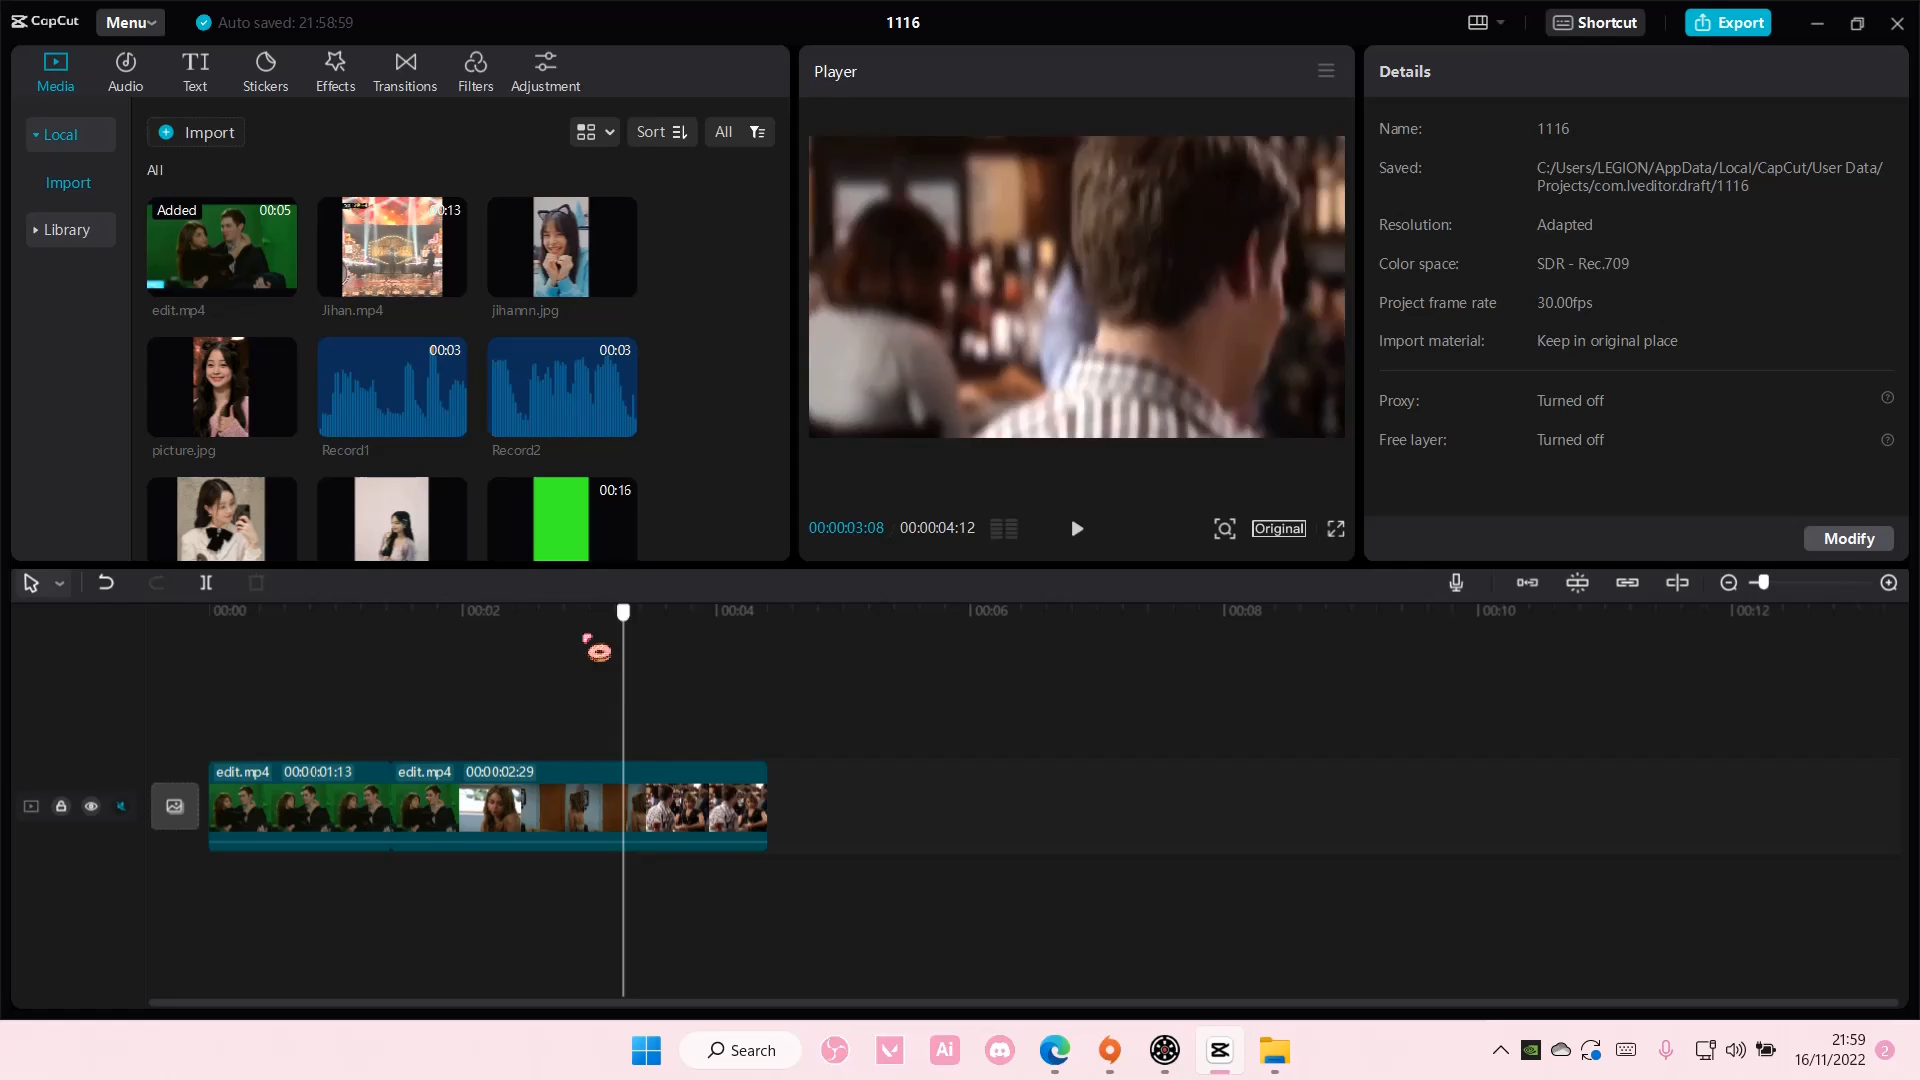 CapCut
Menu
Auto saved: 21:58:59
1116
Shortcut
Export
Media
Audio
Text
Stickers
Effects
Transitions
Filters
Adjustment
Local
Import
Library
Import
Sort
All
All
Added
00:05
edit.mp4
00:13
Jihan.mp4
jihannn.jpg
picture.jpg
00:03
Record1
00:03
Record2
00:16
Player
00:00:03:08
00:00:04:12
Original
Details
Name:
1116
Saved:
C:/Users/LEGION/AppData/Local/CapCut/User Data/
Projects/com.lveditor.draft/1116
Resolution:
Adapted
Color space:
SDR - Rec.709
Project frame rate
30.00fps
Import material:
Keep in original place
Proxy:
Turned off
Free layer:
Turned off
Modify
00:00
00:02
00:04
00:06
00:08
00:10
00:12
edit.mp4 00:00:01:13
edit.mp4 00:00:02:29
Search
Ai
21:59
16/11/2022
2